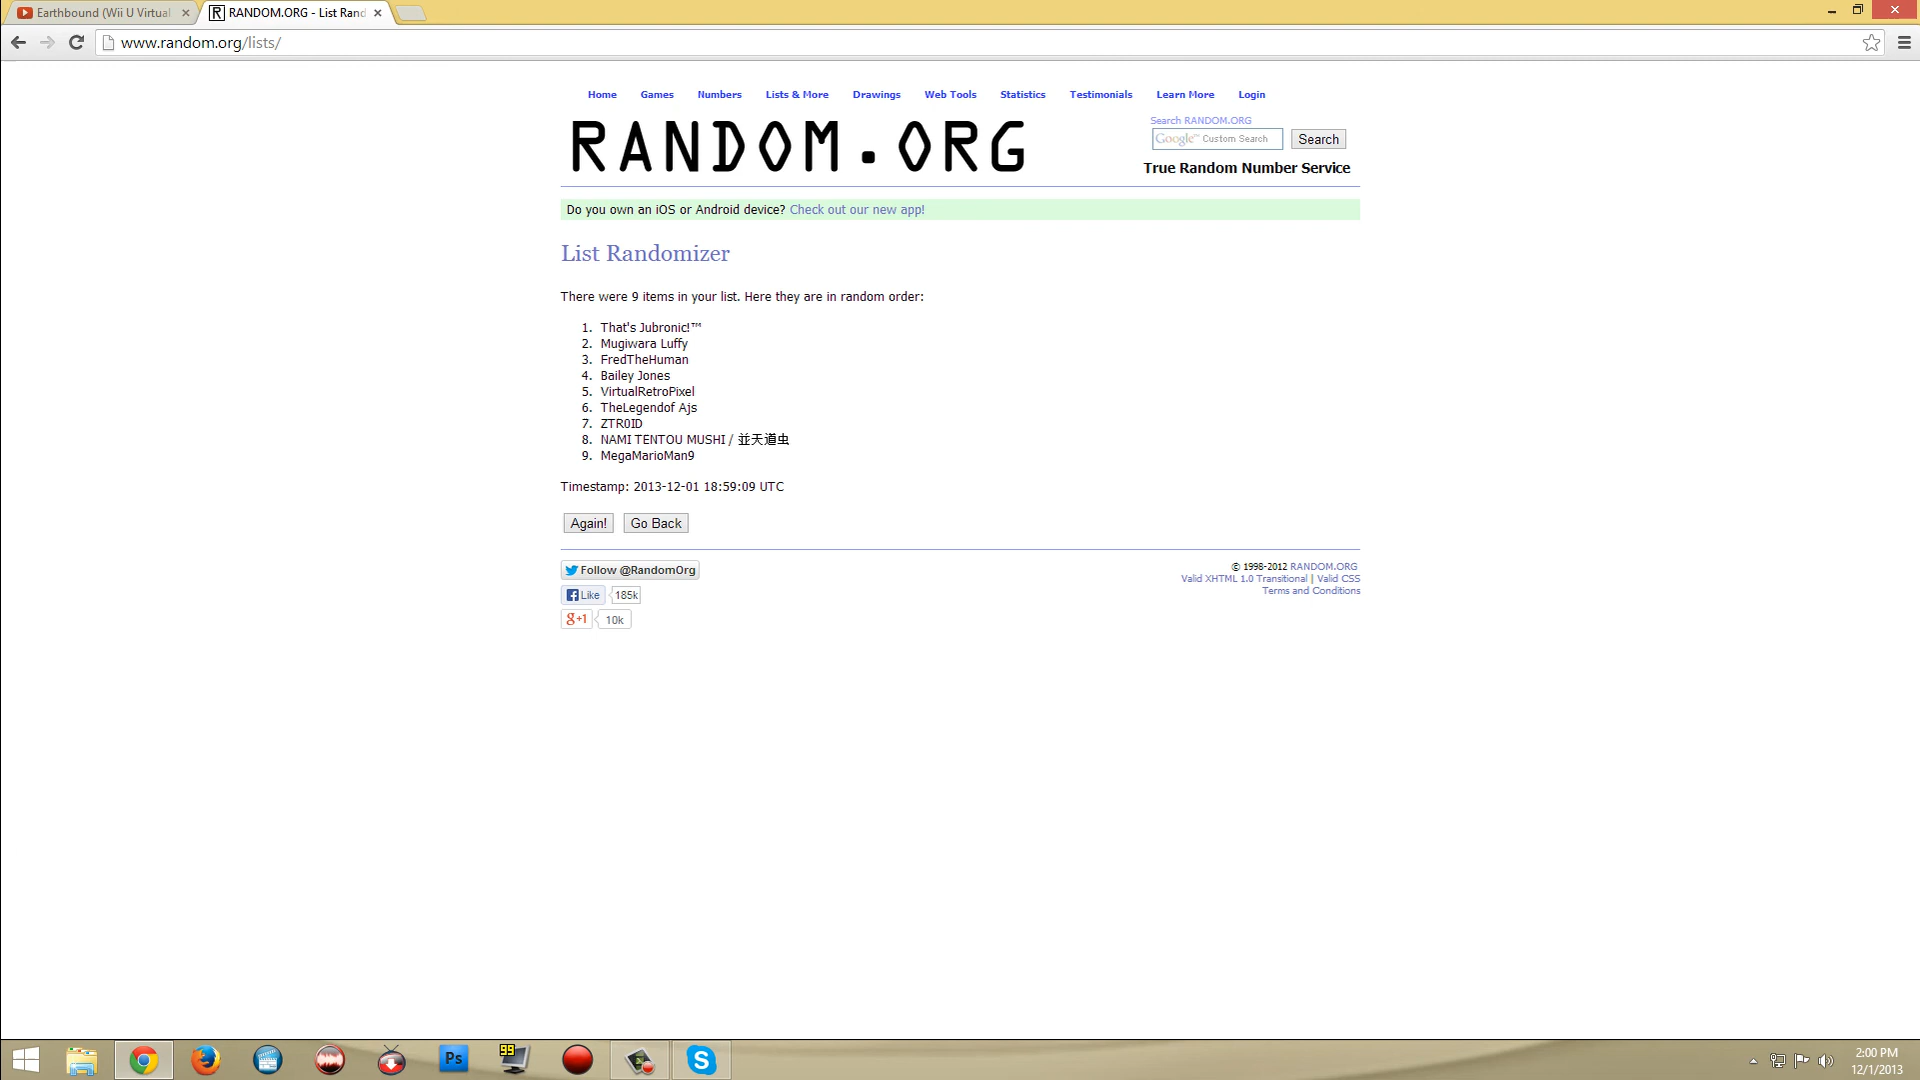 Earthbound (Wii U Virtual
RANDOM.ORG - List Rand
www.random.org/lists/
Home Games Numbers Lists & More Drawings Web Tools Statistics Testimonials Learn More Login
RANDOM.ORG
Search RANDOM.ORG
Google™ Custom Search Search
True Random Number Service
Do you own an iOS or Android device? Check out our new app!
List Randomizer
There were 9 items in your list. Here they are in random order:
1. That's Jubronic!™
2. Mugiwara Luffy
3. FredTheHuman
4. Bailey Jones
5. VirtualRetroPixel
6. TheLegendof Ajs
7. ZTR0ID
8. NAMI TENTOU MUSHI / 並天道虫
9. MegaMarioMan9
Timestamp: 2013-12-01 18:59:09 UTC
Again! Go Back
Follow @RandomOrg
Like 185k
g+1 10k
© 1998-2012 RANDOM.ORG
Valid XHTML 1.0 Transitional | Valid CSS
Terms and Conditions
Ps
99
S
2:00 PM
12/1/2013